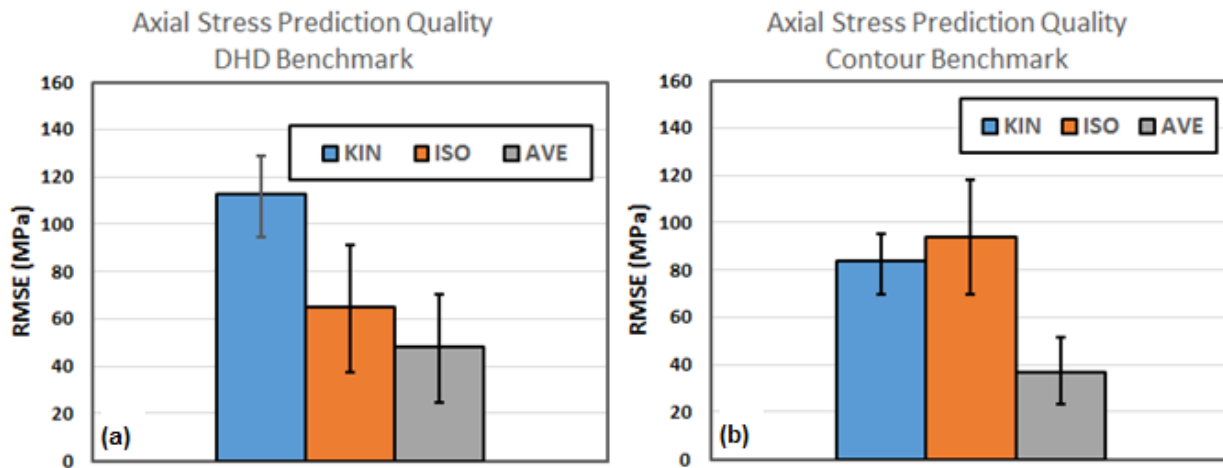 Axial Stress Prediction Quality
DHD Benchmark
160
140
120
100
80
60
40
20
0
RMSE (MPa)
KIN ISO AVE
(a)
Axial Stress Prediction Quality
Contour Benchmark
160
140
120
100
80
60
40
20
0
RMSE (MPa)
KIN ISO AVE
(b)